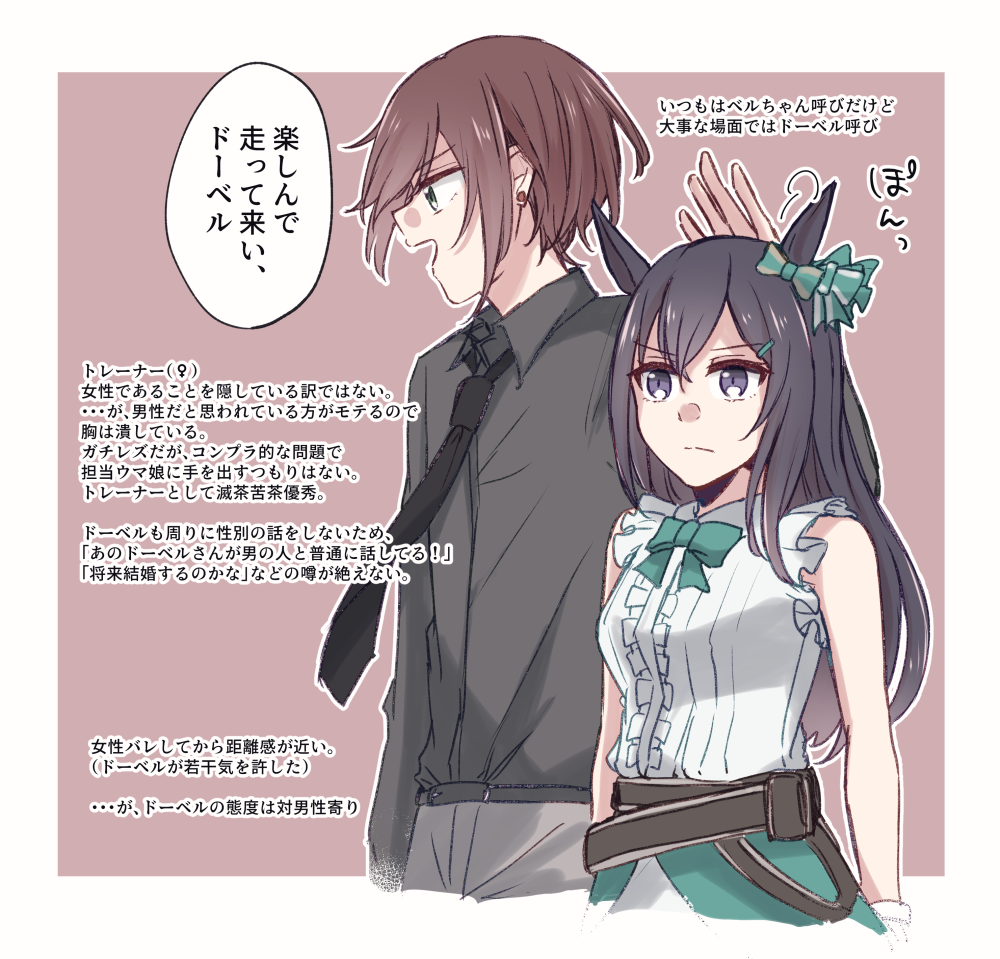 いつもはベルちゃん呼びだけど
大事な場面ではドーベル呼び
ぽんっ
楽しんで
走って来い、
ドーベル
トレーナー(♀)
女性であることを隠している訳ではない。
・・・が、男性だと思われている方がモテるので
胸は潰している。
ガチレズだが、コンプラ的な問題で
担当ウマ娘に手を出すつもりはない。
トレーナーとして滅茶苦茶優秀。
ドーベルも周りに性別の話をしないため、
「あのドーベルさんが男の人と普通に話してる！」
「将来結婚するのかな」などの噂が絶えない。
女性バレしてから距離感が近い。
(ドーベルが若干気を許した)
・・・が、ドーベルの態度は対男性寄り